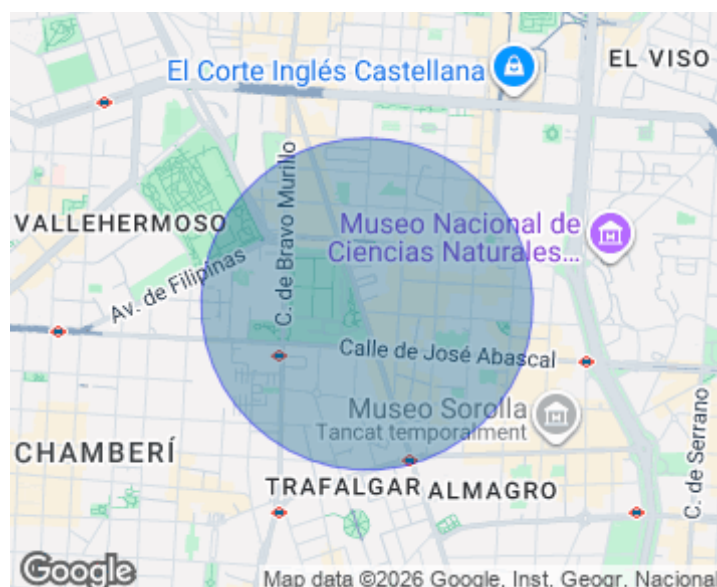 EL VISO
El Corte Inglés Castellana
C. de Bravo Murillo
VALLEHERMOSO
Museo Nacional de
Ciencias Naturales...
Av. de Filipinas
Calle de José Abascal
Museo Sorolla
Tancat temporalment
C. de Serrano
CHAMBERÍ
TRAFALGAR
ALMAGRO
Google
Map data ©2026 Google, Inst. Geogr. Nacional